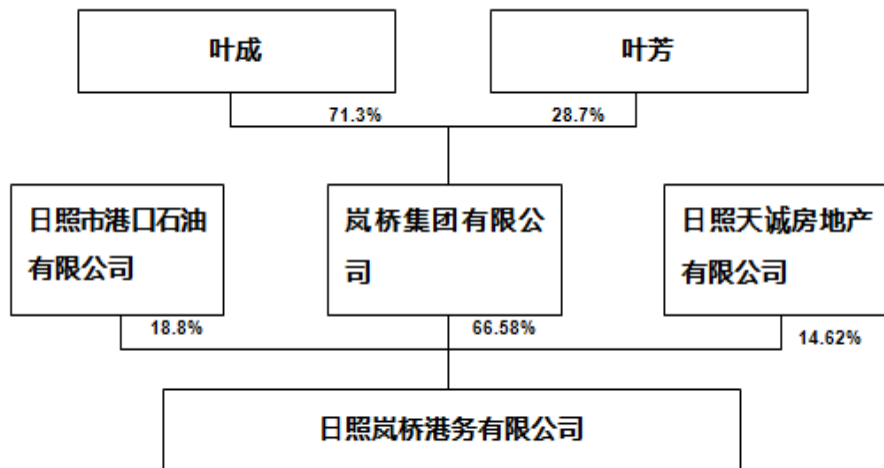 叶成
叶芳
71.3%
28.7%
日照市港口石油
有限公司
岚桥集团有限公
司
日照天诚房地产
有限公司
18.8%
66.58%
14.62%
日照岚桥港务有限公司